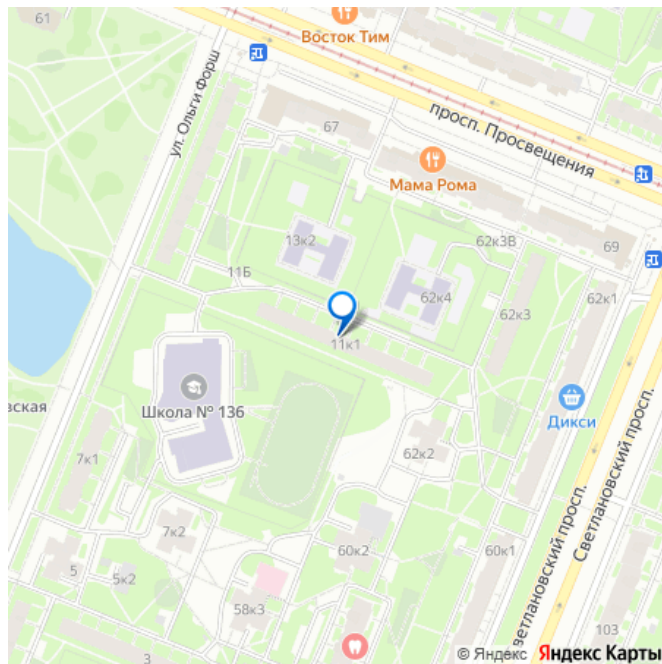 61
Восток Тим
ул. Ольги Форш
просп. Просвещения
67
Мама Рома
13к2
62к3В
69
11Б
62к4
62к3
62к1
11к1
Школа № 136
Дикси
вская
7к1
62к2
Светлановский просп.
7к2
60к2
60к1
5
5к2
58к3
ветлановский просп.
103
3
© Яндекс Яндекс Карты